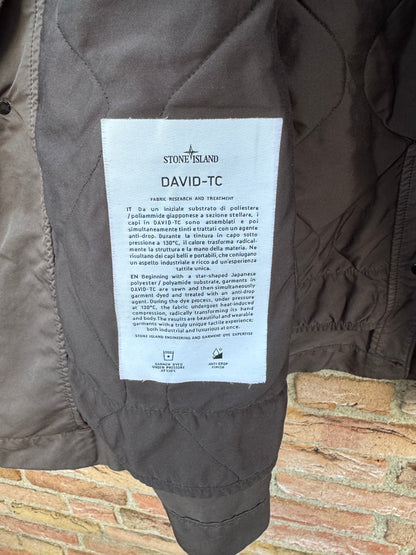 STONE ISLAND
DAVID-TC
FABRIC RESEARCH AND TREATMENT
IT Da un iniziale substrato di poliestere
/poliammide giapponese a sezione stellare, i
capi in DAVID-TC sono assemblati e poi
simultaneamente tinti e trattati con un agente
anti-drop. Durante la tintura in capo sotto
pressione a 130°C, il calore trasforma radical-
mente la struttura e la mano della materia. Ne
risultano dei capi belli e portabili, che coniugano
un aspetto industriale e ricco ad un'esperienza
tattile unica.
EN Beginning with a star-shaped Japanese
polyester / polyamide substrate, garments in
DAVID-TC are sewn and then simultaneously
garment dyed and treated with an anti-drop
agent. During the dye process, under pressure
at 130°C, the fabric undergoes heat-induced
compression, radically transforming its hand
and body. The results are beautiful and wearable
garments with a truly unique tactile experience:
both industrial and luxurious at once.
STONE ISLAND ENGINEERING AND GARMENT DYE EXPERTISE
GARMEN DYED
UNDER PRESSURE
ANTI DROP
FINISH